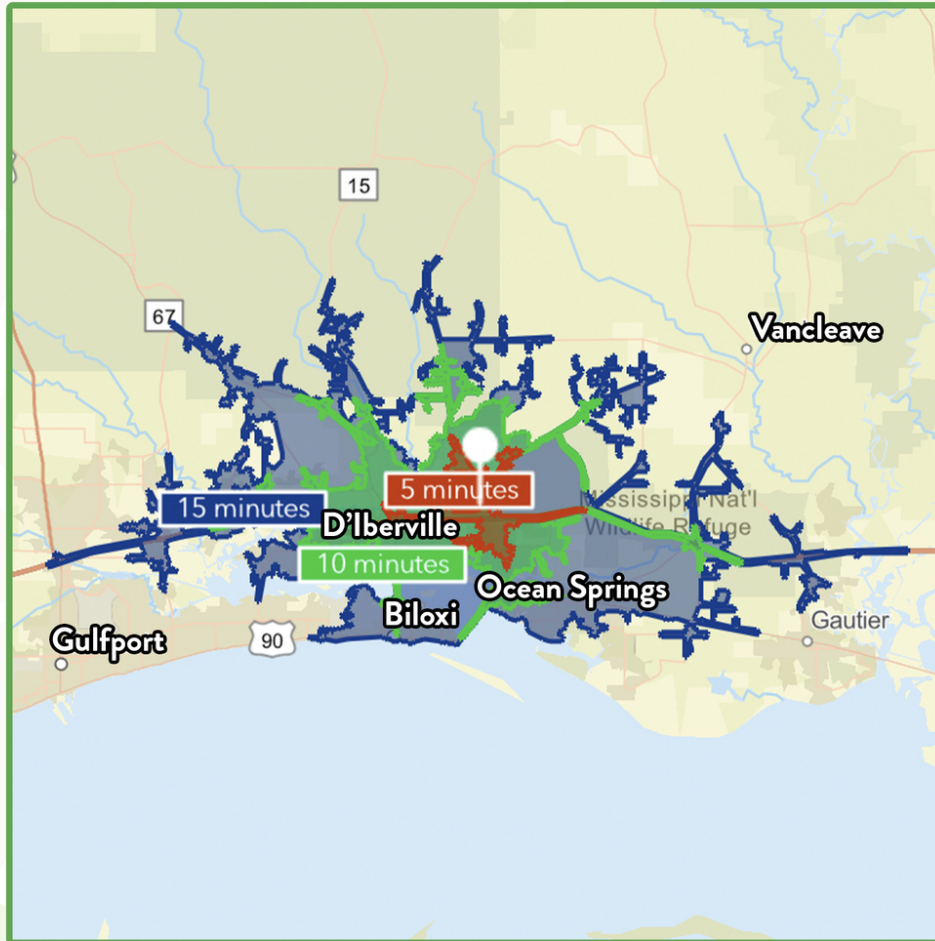 15
67
Vancleave
5 minutes
15 minutes
Mississippi Nat'l
Wildlife Refuge
D'Iberville
10 minutes
Ocean Springs
Biloxi
Gautier
Gulfport
90